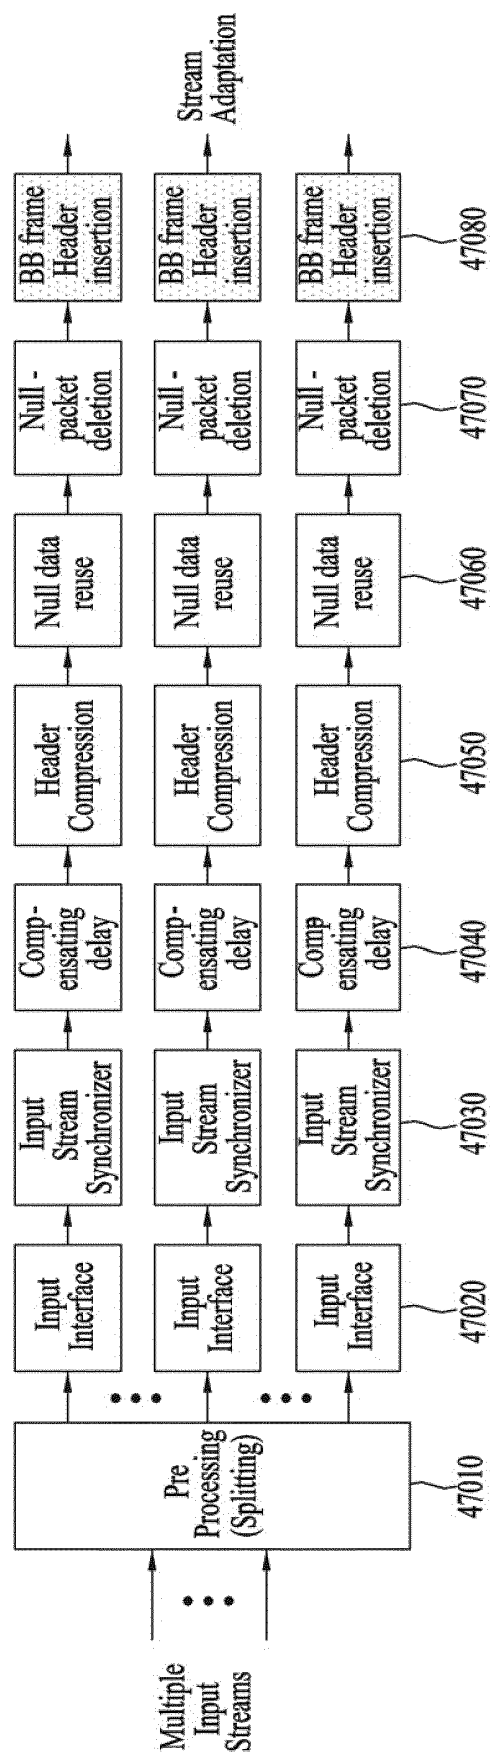 Multiple
Input
Streams
Pre
Processing
(Splitting)
47010
Input
Interface
Input
Stream
Synchronizer
Comp-
ensating
delay
Header
Compression
Null data
reuse
Null -
packet
deletion
BB frame
Header
insertion
Input
Interface
Input
Stream
Synchronizer
Comp-
ensating
delay
Header
Compression
Null data
reuse
Null -
packet
deletion
BB frame
Header
insertion
Stream
Adaptation
Input
Interface
Input
Stream
Synchronizer
Comp-
ensating
delay
Header
Compression
Null data
reuse
Null -
packet
deletion
BB frame
Header
insertion
47020
47030
47040
47050
47060
47070
47080